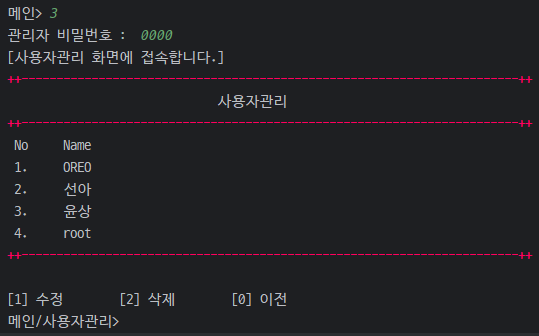 메인> 3
관리자 비밀번호 :  0000
[사용자관리 화면에 접속합니다.]
++-----------------------------------------------------------------------++
사용자관리
++-----------------------------------------------------------------------++
No     Name
1.     OREO
2.     선아
3.     윤상
4.     root
++-----------------------------------------------------------------------++
[1] 수정        [2] 삭제        [0] 이전
메인/사용자관리>